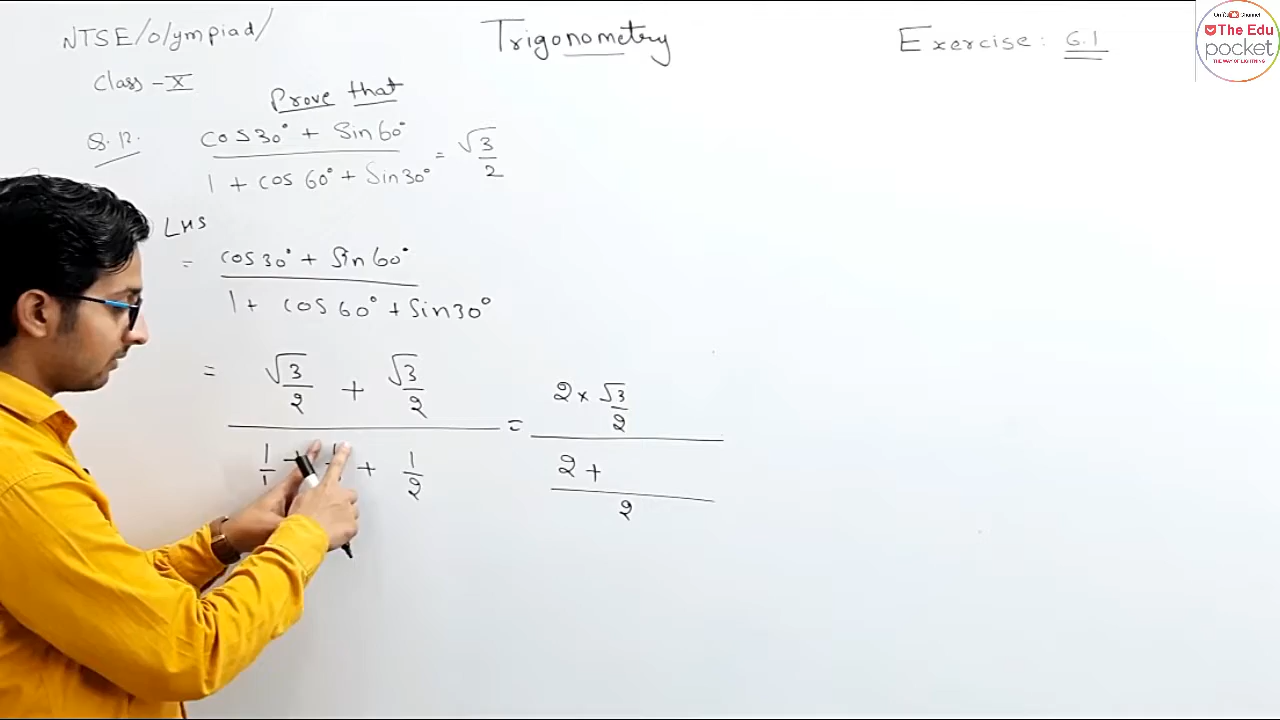 NTSE/Olympiad/
Trigonometry
Exercise: 6.1
The Edu
pocket
Class - X
Prove that
Q.12.
cos30° + Sin60°
1 + cos 60° + Sin30°
= √3/2
LHS
= cos30° + Sin60°
1 + cos60° + Sin30°
= √3/2 + √3/2
1/1 + 1 + 1/2
= 2 × √3/2
2 +
2